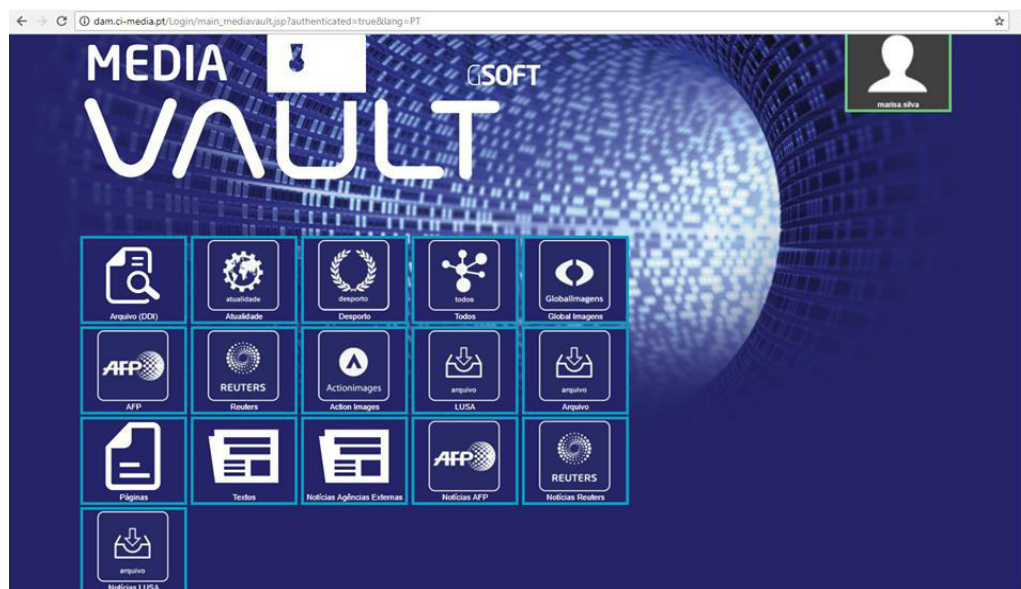 dam.ci-media.pt/Login/main_mediavault.jsp?authenticated=true&lang=PT
MEDIA
GSOFT
VAULT
marisa.silva
atualidade
desporto
todos
GlobalImagens
Arquivo (DDI)
Atualidade
Desporto
Todos
Global Imagens
AFP
REUTERS
Actionimages
arquivo
arquivo
AFP
Reuters
Action Images
LUSA
Arquivo
AFP
REUTERS
Páginas
Textos
Notícias Agências Externas
Notícias AFP
Notícias Reuters
arquivo
Notícias LUSA